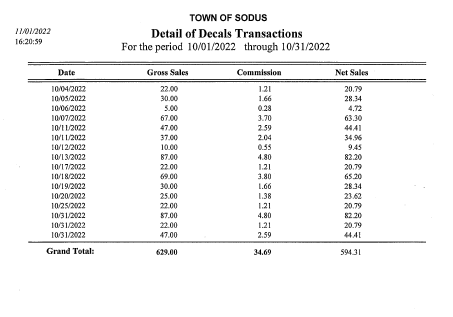 TOWN OF SODUS
11/01/2022
16:20:59
Detail of Decals Transactions
For the period 10/01/2022 through 10/31/2022
Date Gross Sales Commission Net Sales
10/04/2022 22.00 1.21 20.79
10/05/2022 30.00 1.66 28.34
10/06/2022 5.00 0.28 4.72
10/07/2022 67.00 3.70 63.30
10/11/2022 47.00 2.59 44.41
10/11/2022 37.00 2.04 34.96
10/12/2022 10.00 0.55 9.45
10/13/2022 87.00 4.80 82.20
10/17/2022 22.00 1.21 20.79
10/18/2022 69.00 3.80 65.20
10/19/2022 30.00 1.66 28.34
10/20/2022 25.00 1.38 23.62
10/25/2022 22.00 1.21 20.79
10/31/2022 87.00 4.80 82.20
10/31/2022 22.00 1.21 20.79
10/31/2022 47.00 2.59 44.41
Grand Total: 629.00 34.69 594.31